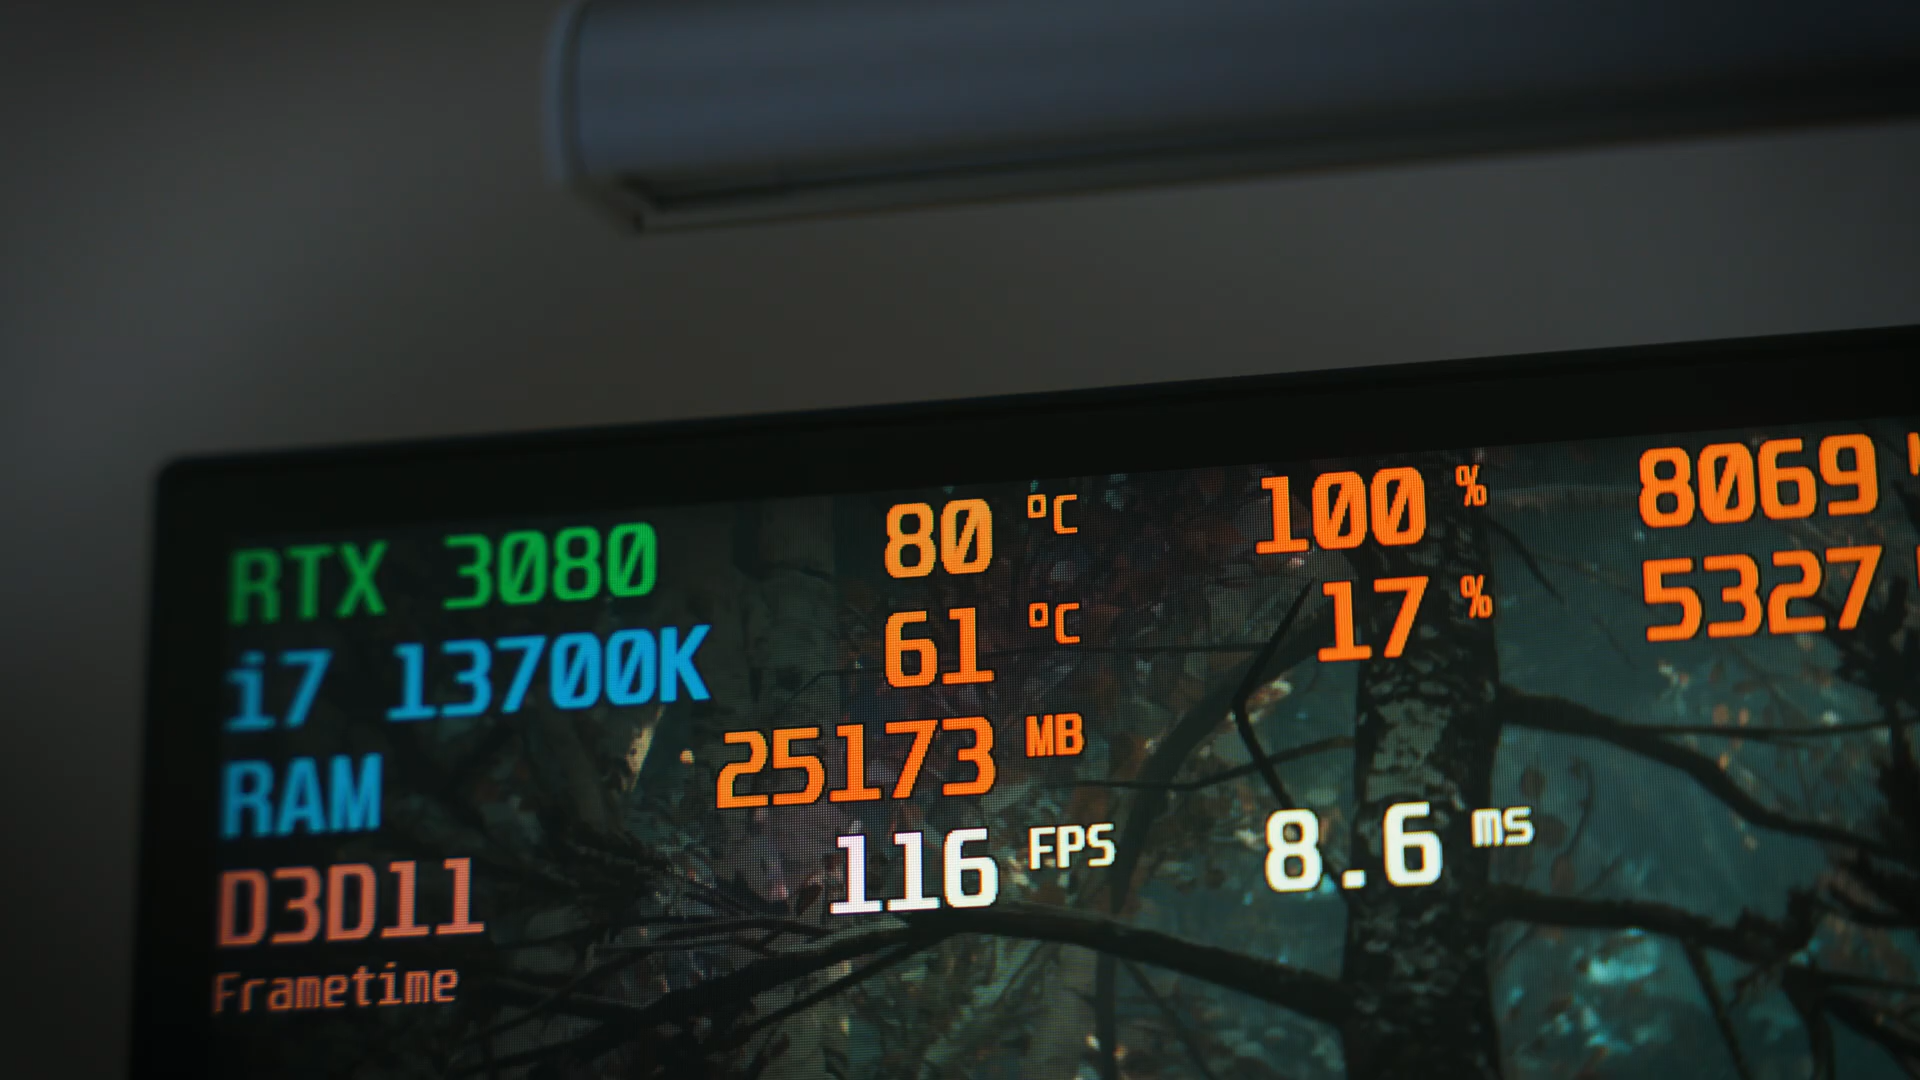 RTX 3080 80 °C 100 % 8069
i7 13700K 61 °C 17 % 5327
RAM 25173 MB
D3D11 116 FPS 8.6 ms
Frametime